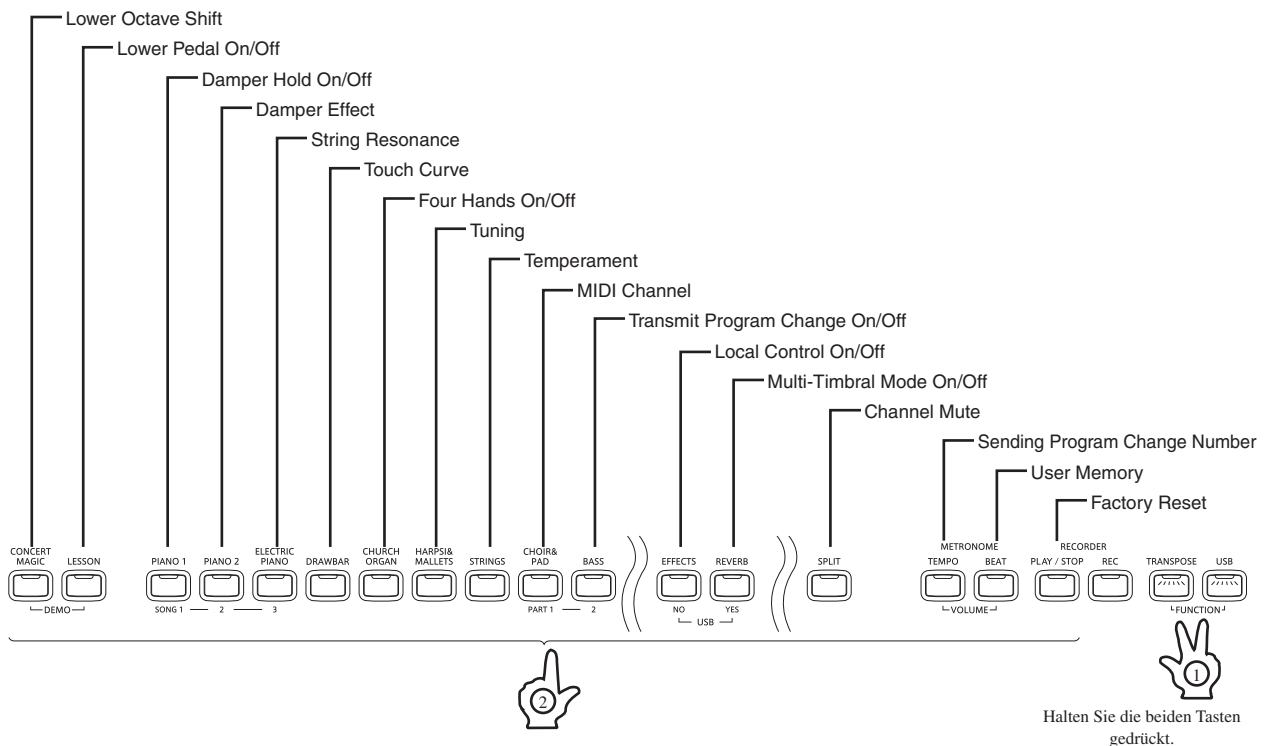 Lower Octave Shift
Lower Pedal On/Off
Damper Hold On/Off
Damper Effect
String Resonance
Touch Curve
Four Hands On/Off
Tuning
Temperament
MIDI Channel
Transmit Program Change On/Off
Local Control On/Off
Multi-Timbral Mode On/Off
Channel Mute
Sending Program Change Number
User Memory
Factory Reset
METRONOME RECORDER
CONCERT
MAGIC
LESSON
PIANO 1
PIANO 2
ELECTRIC
PIANO
DRAWBAR
CHURCH
ORGAN
HARPSI&
MALLETS
STRINGS
CHOIR&
PAD
BASS
EFFECTS
REVERB
SPLIT
TEMPO
BEAT
PLAY / STOP
REC
TRANSPOSE
USB
DEMO
SONG 1 2 3
PART 1 2
NO YES
USB
VOLUME
FUNCTION
2
1
Halten Sie die beiden Tasten
gedrückt.